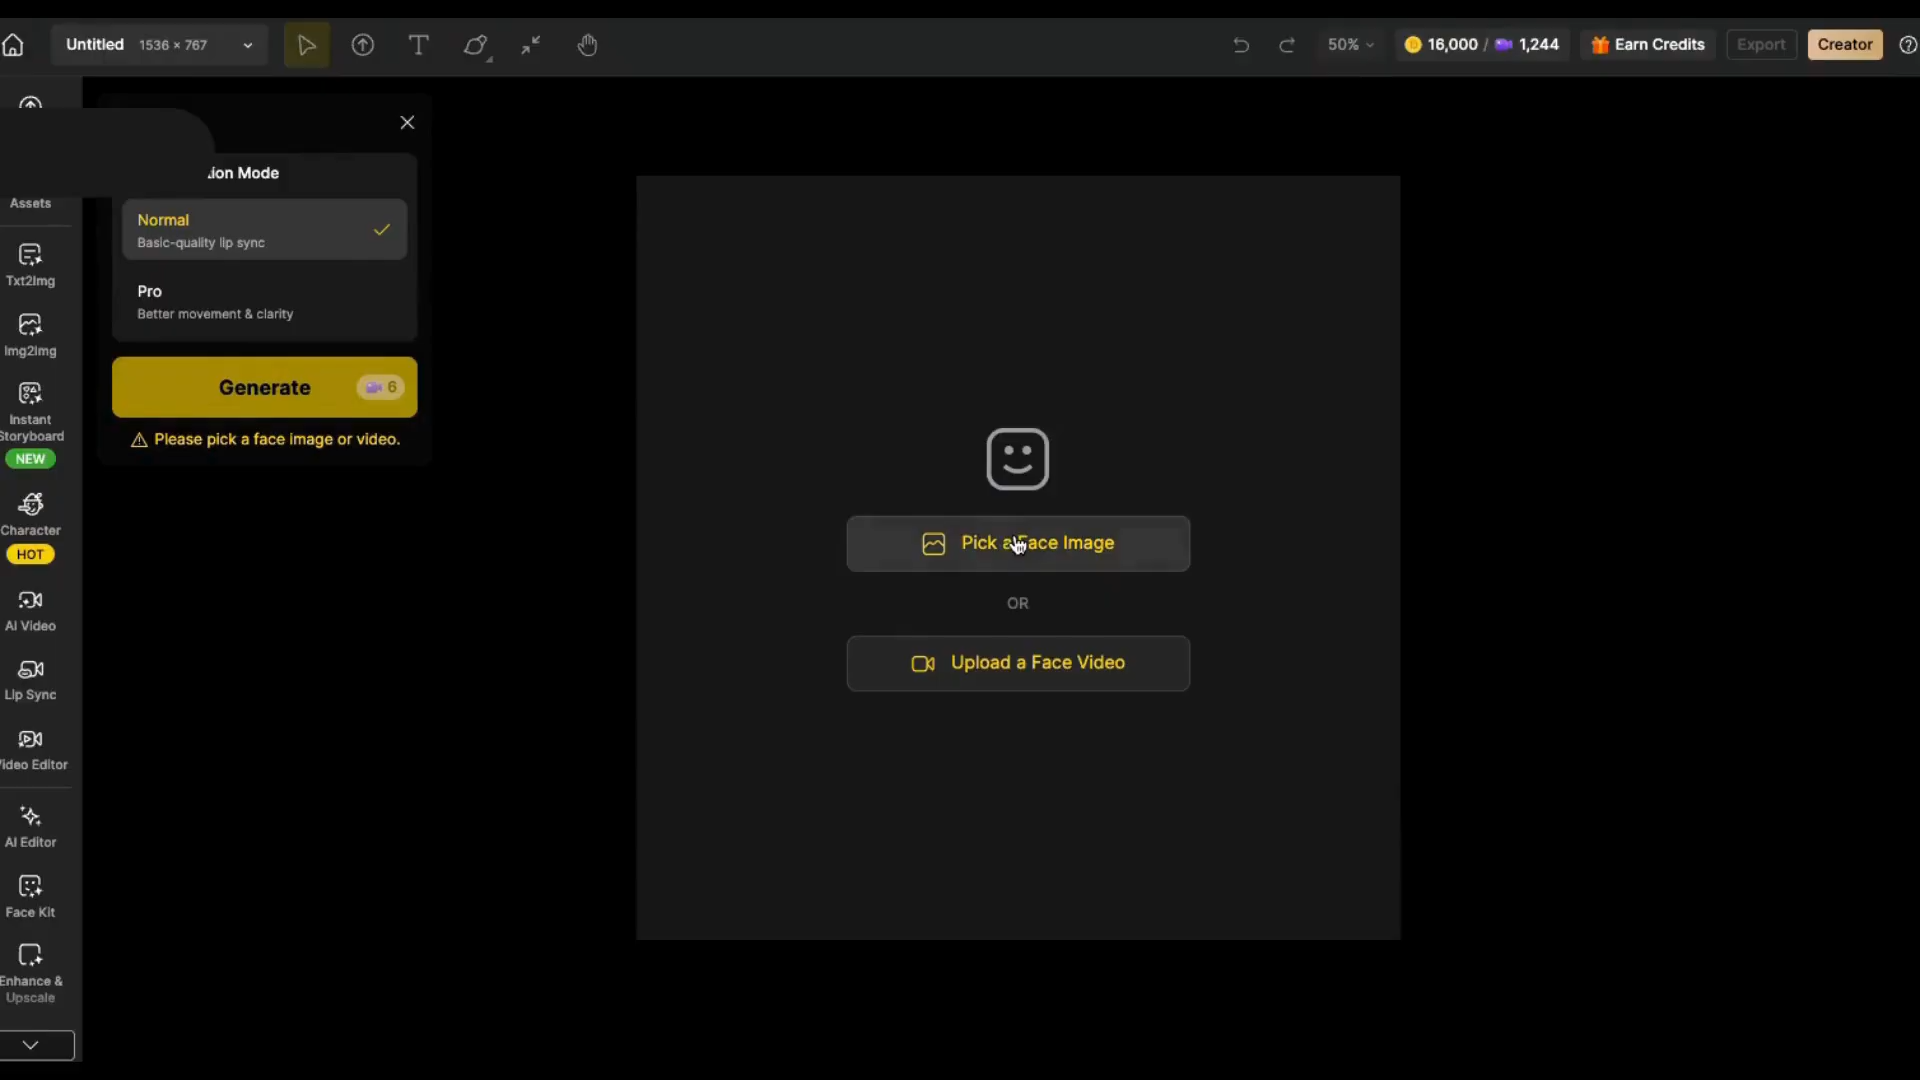 Untitled 1536 × 767
50%
16,000 / 1,244
Earn Credits
Export
Creator
Assets
Txt2Img
Img2Img
Instant
Storyboard
NEW
Character
HOT
AI Video
Lip Sync
Video Editor
AI Editor
Face Kit
Enhance &
Upscale
ion Mode
Normal
Basic-quality lip sync
Pro
Better movement & clarity
Generate 6
Please pick a face image or video.
Pick a Face Image
OR
Upload a Face Video